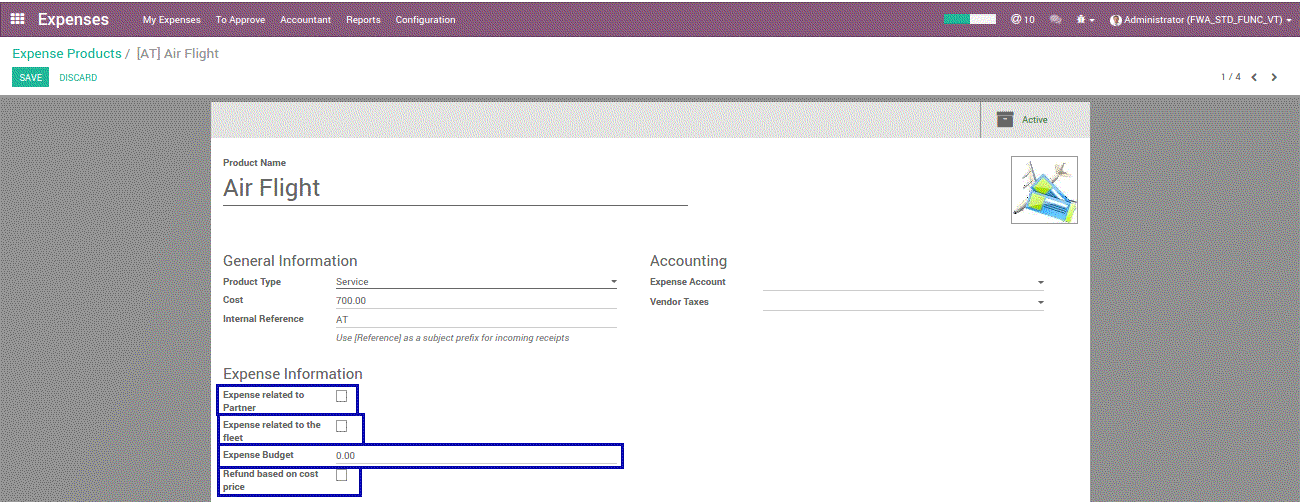 Expenses My Expenses To Approve Accountant Reports Configuration @ 10 Administrator (FWA_STD_FUNC_VT)
Expense Products / [AT] Air Flight
SAVE DISCARD 1 / 4
Active
Product Name
Air Flight
General Information Accounting
Product Type Service Expense Account
Cost 700.00 Vendor Taxes
Internal Reference AT
Use [Reference] as a subject prefix for incoming receipts
Expense Information
Expense related to
Partner
Expense related to the
fleet
Expense Budget 0.00
Refund based on cost
price